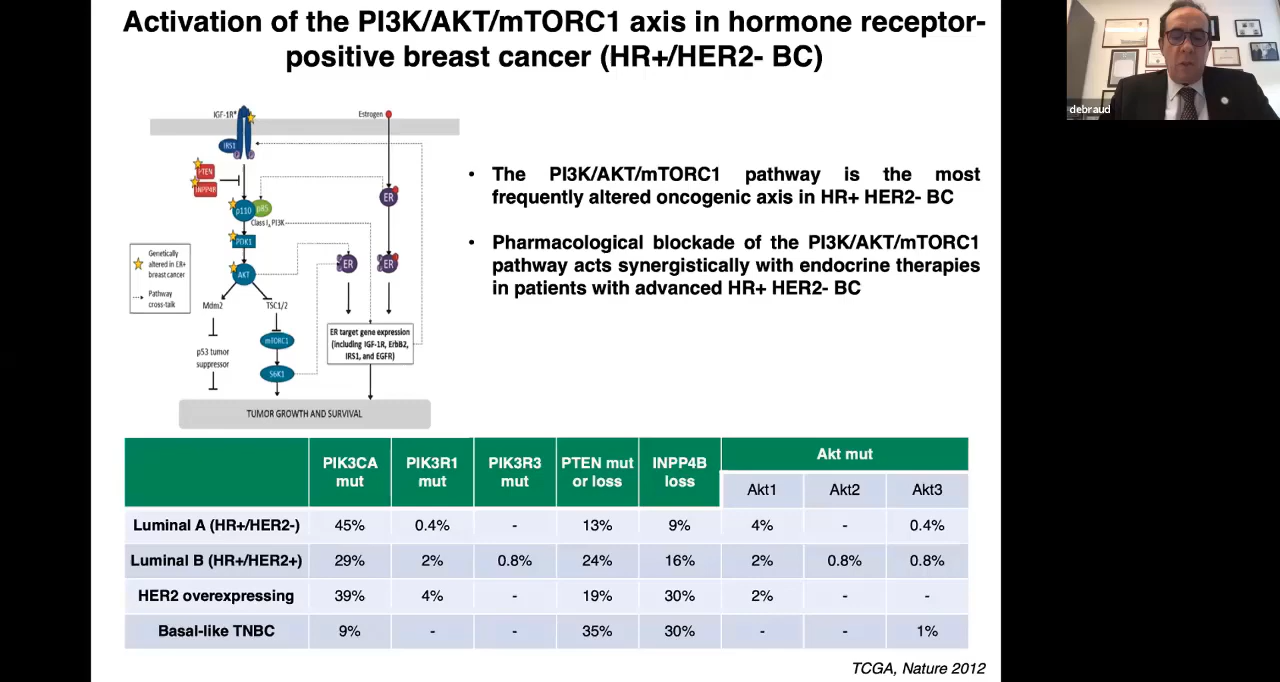 Activation of the PI3K/AKT/mTORC1 axis in hormone receptor-
positive breast cancer (HR+/HER2- BC)
debraud
IGF-1R*
Estrogen
IRS1
PTEN
INPP4R
ER
p110
p85
Class I, PI3K
PDK1
Genetically
altered in ER+
breast cancer
Pathway
cross-talk
AKT
ER
ER
Mdm2
TSC1/2
mTORC1
ER target gene expression
(including IGF-1R, ErbB2,
IRS1, and EGFR)
p53 tumor
suppressor
S6K1
TUMOR GROWTH AND SURVIVAL
• The PI3K/AKT/mTORC1 pathway is the most
frequently altered oncogenic axis in HR+ HER2- BC
• Pharmacological blockade of the PI3K/AKT/mTORC1
pathway acts synergistically with endocrine therapies
in patients with advanced HR+ HER2- BC
PIK3CA mut PIK3R1 mut PIK3R3 mut PTEN mut or loss INPP4B loss Akt mut
Akt1 Akt2 Akt3
Luminal A (HR+/HER2-) 45% 0.4% - 13% 9% 4% - 0.4%
Luminal B (HR+/HER2+) 29% 2% 0.8% 24% 16% 2% 0.8% 0.8%
HER2 overexpressing 39% 4% - 19% 30% 2% - -
Basal-like TNBC 9% - - 35% 30% - - 1%
TCGA, Nature 2012